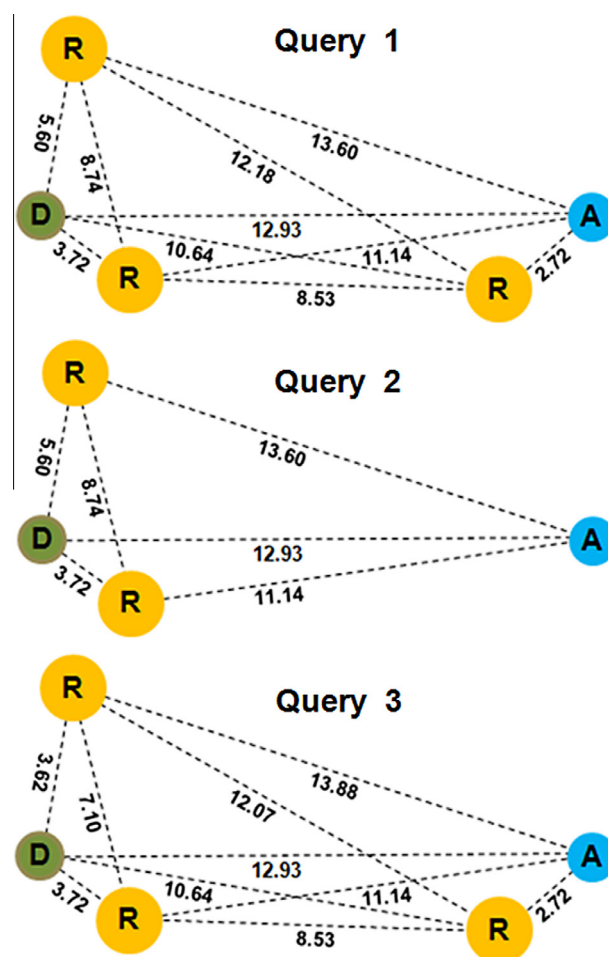 Query 1
R
5.60
8.74
12.18
13.60
D
A
12.93
3.72
10.64
11.14
2.72
R
8.53
R
Query 2
R
5.60
8.74
13.60
D
A
12.93
3.72
11.14
R
Query 3
R
3.62
7.10
12.07
13.88
D
A
12.93
3.72
10.64
11.14
2.72
R
8.53
R